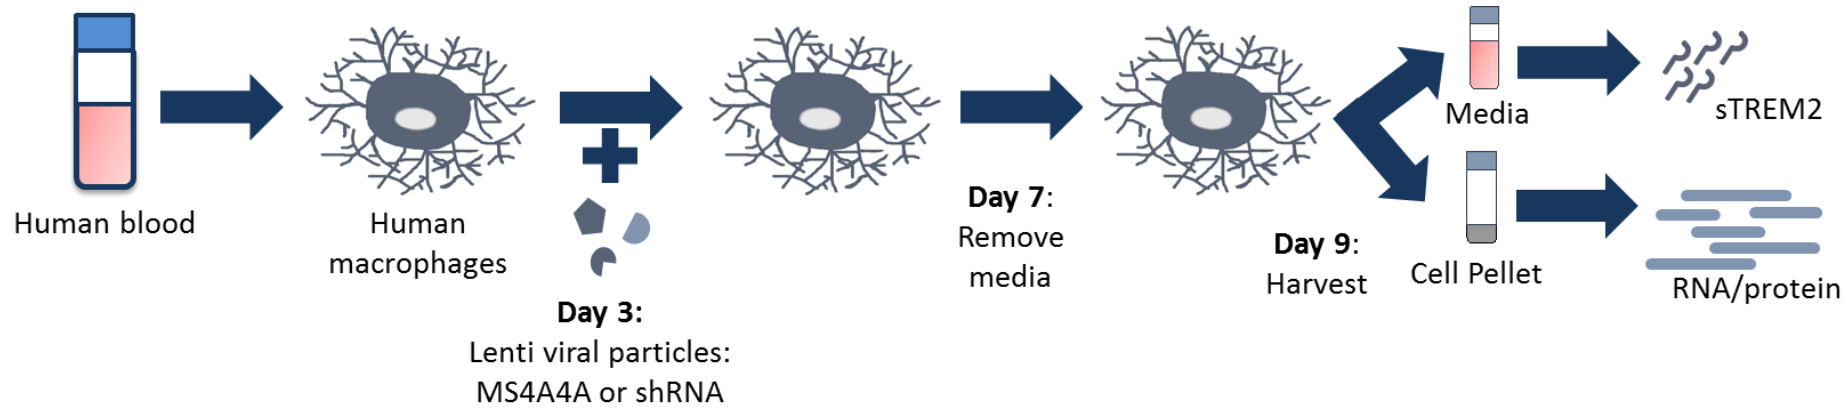 Human blood
Human
macrophages
Day 3:
Lenti viral particles:
MS4A4A or shRNA
Day 7:
Remove
media
Day 9:
Harvest
Media
sTREM2
Cell Pellet
RNA/protein